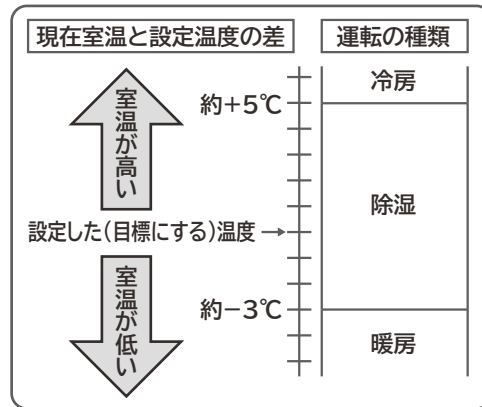 現在室温と設定温度の差
運転の種類
室温が高い
約+5℃
冷房
除湿
設定した(目標にする)温度→
室温が低い
約−3℃
暖房